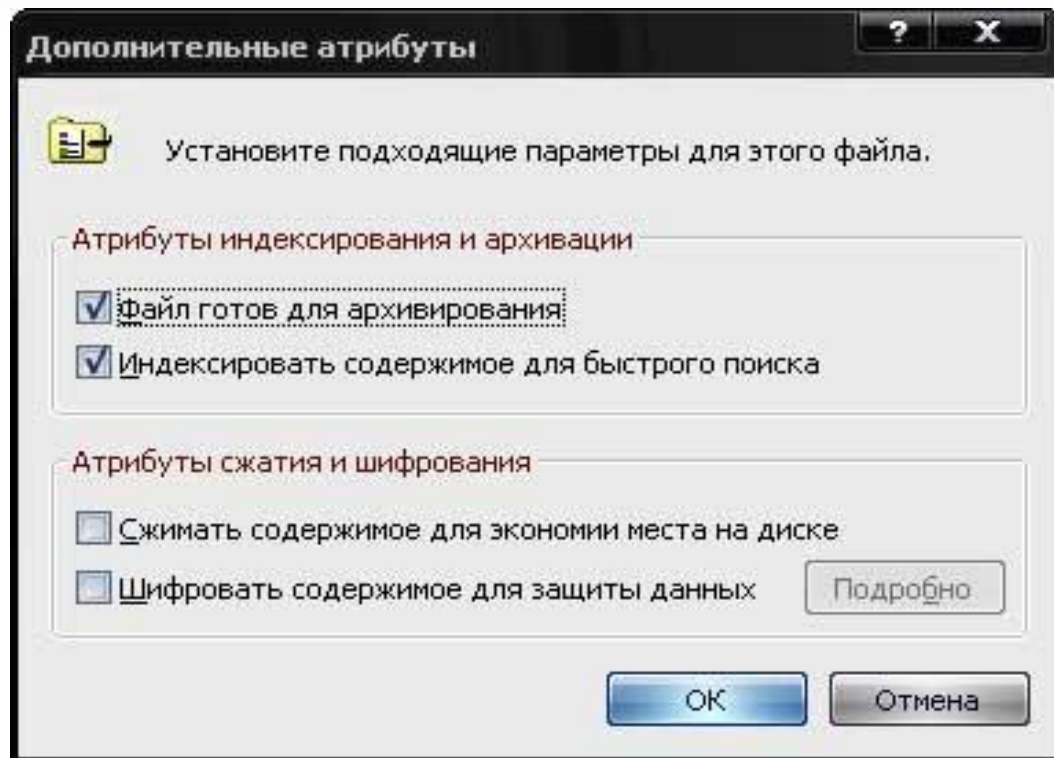 Дополнительные атрибуты
? X
Установите подходящие параметры для этого файла.
Атрибуты индексирования и архивации
Файл готов для архивирования
Индексировать содержимое для быстрого поиска
Атрибуты сжатия и шифрования
Сжимать содержимое для экономии места на диске
Шифровать содержимое для защиты данных
Подробно
ОК
Отмена